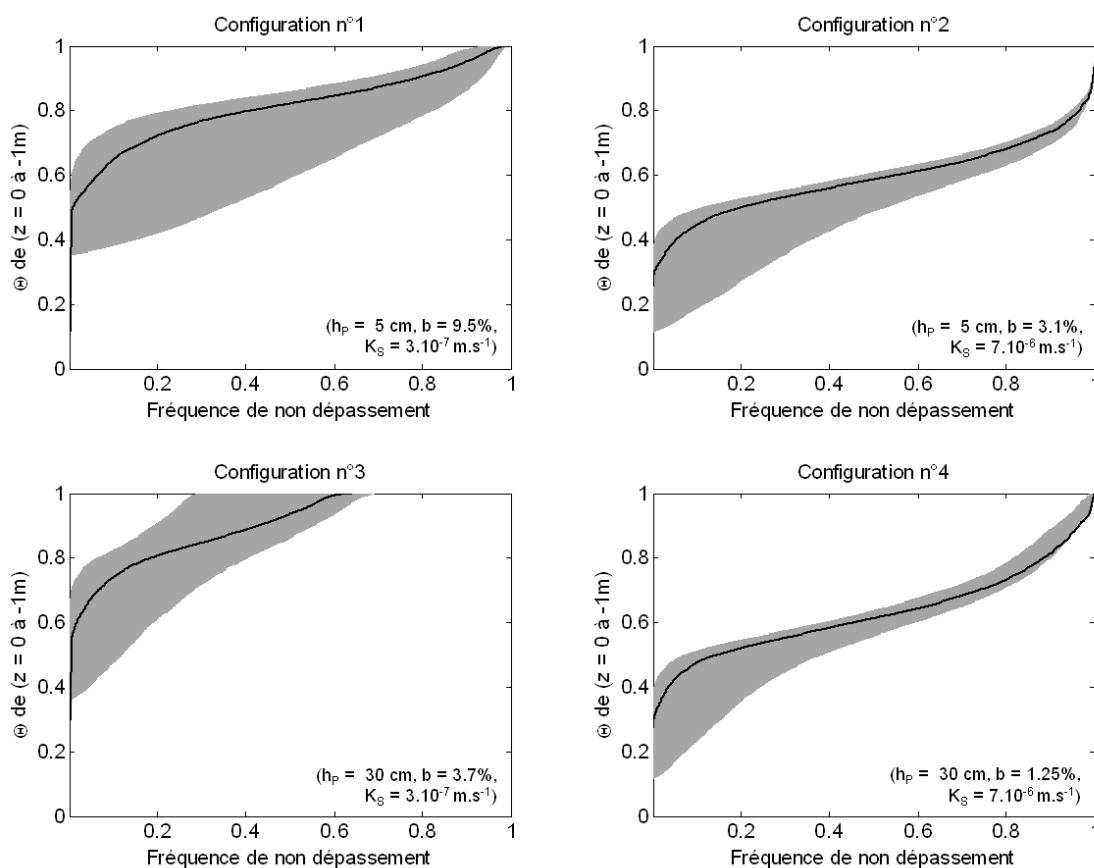 Configuration n°1
1
0.8
0.6
0.4
0.2
0
Θ de (z = 0 à -1m)
(hP = 5 cm, b = 9.5%,
KS = 3.10-7 m.s-1)
0.2 0.4 0.6 0.8 1
Fréquence de non dépassement
Configuration n°2
1
0.8
0.6
0.4
0.2
0
Θ de (z = 0 à -1m)
(hP = 5 cm, b = 3.1%,
KS = 7.10-6 m.s-1)
0.2 0.4 0.6 0.8 1
Fréquence de non dépassement
Configuration n°3
1
0.8
0.6
0.4
0.2
0
Θ de (z = 0 à -1m)
(hP = 30 cm, b = 3.7%,
KS = 3.10-7 m.s-1)
0.2 0.4 0.6 0.8 1
Fréquence de non dépassement
Configuration n°4
1
0.8
0.6
0.4
0.2
0
Θ de (z = 0 à -1m)
(hP = 30 cm, b = 1.25%,
KS = 7.10-6 m.s-1)
0.2 0.4 0.6 0.8 1
Fréquence de non dépassement